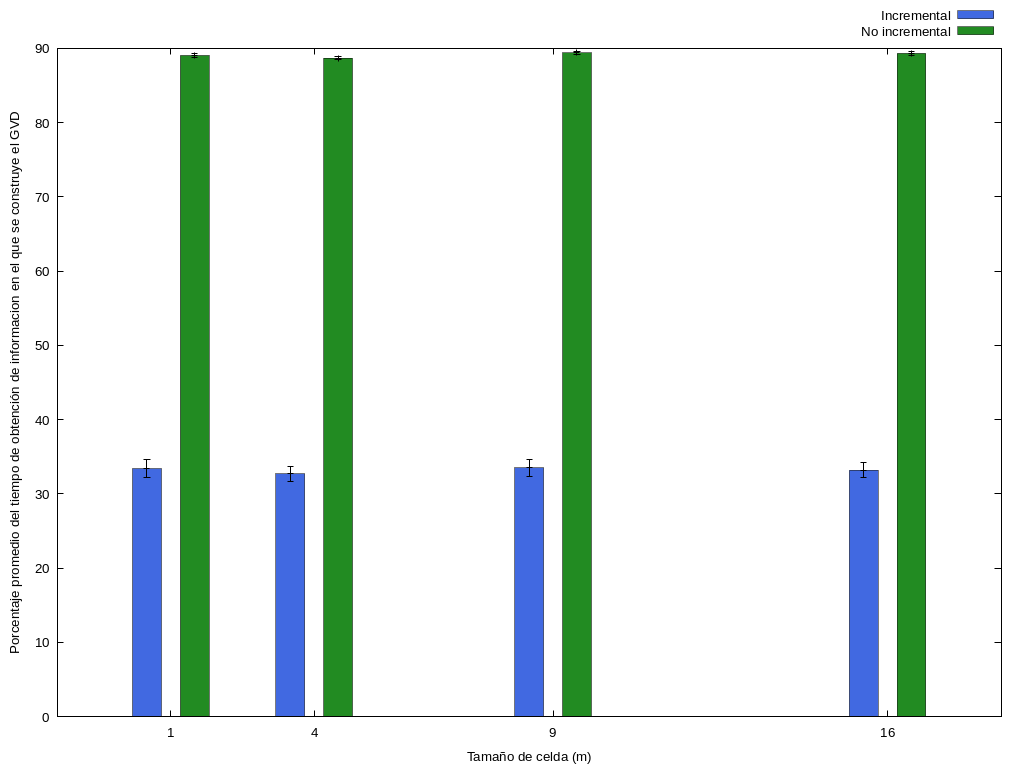 Incremental
No incremental
90
80
70
60
50
40
30
20
10
0
Porcentaje promedio del tiempo de obtención de informacion en el que se construye el GVD
1 4 9 16
Tamaño de celda (m)